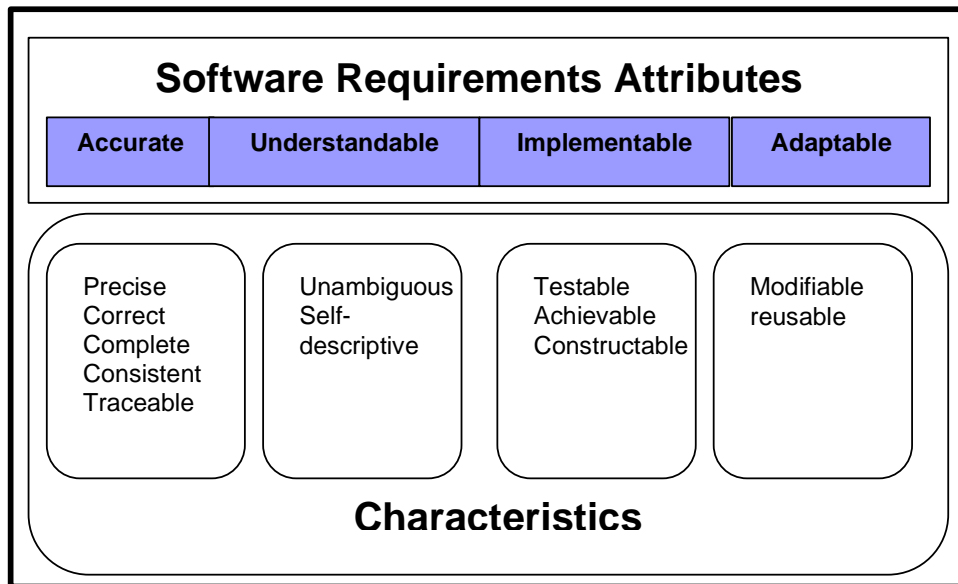 Software Requirements Attributes
Accurate
Understandable
Implementable
Adaptable
Precise
Correct
Complete
Consistent
Traceable
Unambiguous
Self-
descriptive
Testable
Achievable
Constructable
Modifiable
reusable
Characteristics